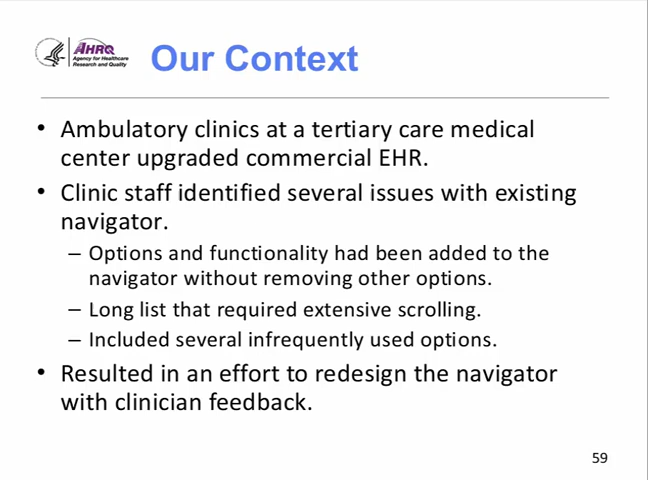 AHRQ
Agency for Healthcare
Research and Quality
Our Context
• Ambulatory clinics at a tertiary care medical
center upgraded commercial EHR.
• Clinic staff identified several issues with existing
navigator.
– Options and functionality had been added to the
navigator without removing other options.
– Long list that required extensive scrolling.
– Included several infrequently used options.
• Resulted in an effort to redesign the navigator
with clinician feedback.
59